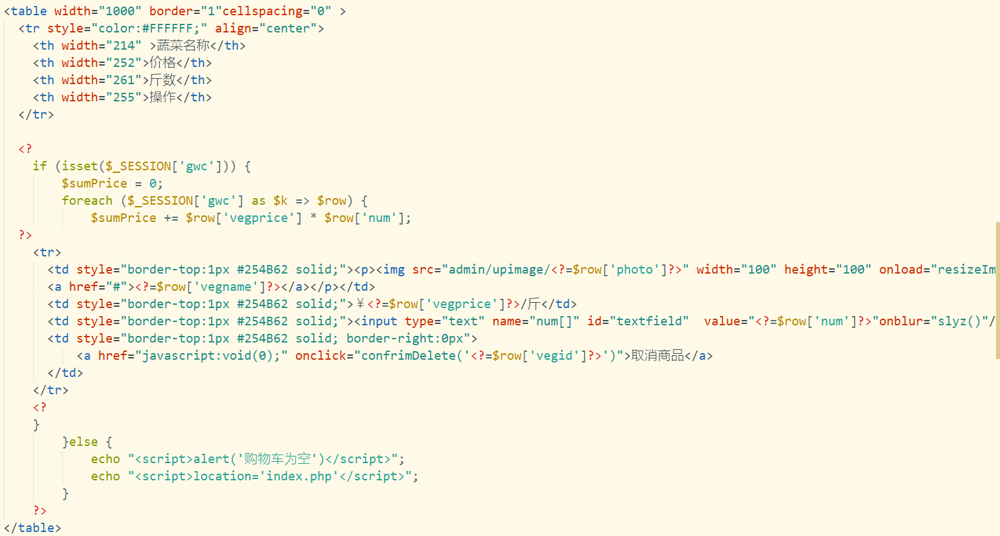 <table width="1000" border="1"cellspacing="0" >
<tr style="color:#FFFFFF;" align="center">
<th width="214" >蔬菜名称</th>
<th width="252">价格</th>
<th width="261">斤数</th>
<th width="255">操作</th>
</tr>
<?
if (isset($_SESSION['gwc'])) {
$sumPrice = 0;
foreach ($_SESSION['gwc'] as $k => $row) {
$sumPrice += $row['vegprice'] * $row['num'];
?>
<tr>
<td style="border-top:1px #254B62 solid;"><p><img src="admin/upimage/<?=$row['photo']?>" width="100" height="100" onload="resizeIm
<a href="#"><?=$row['vegname']?></a></p></td>
<td style="border-top:1px #254B62 solid;">￥<?=$row['vegprice']?>/斤</td>
<td style="border-top:1px #254B62 solid;"><input type="text" name="num[]" id="textfield"  value="<?=$row['num']?>"onblur="slyz()"/
<td style="border-top:1px #254B62 solid; border-right:0px">
<a href="javascript:void(0);" onclick="confrimDelete('<?=$row['vegid']?>')">取消商品</a>
</td>
</tr>
<?
}
}else {
echo "<script>alert('购物车为空')</script>";
echo "<script>location='index.php'</script>";
}
?>
</table>